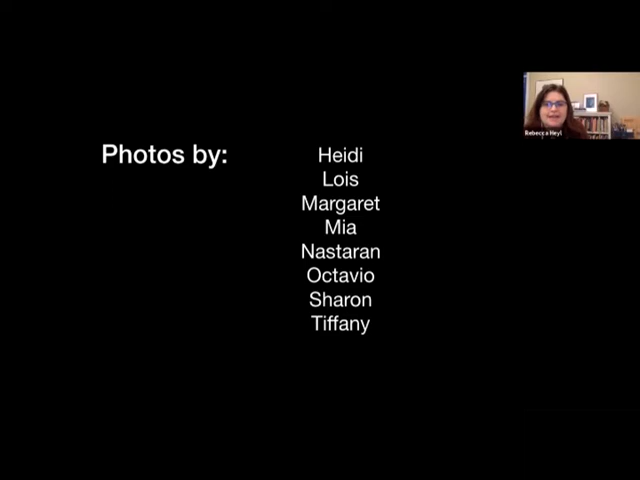 Photos by:
Heidi
Lois
Margaret
Mia
Nastaran
Octavio
Sharon
Tiffany
Rebecca Heyl